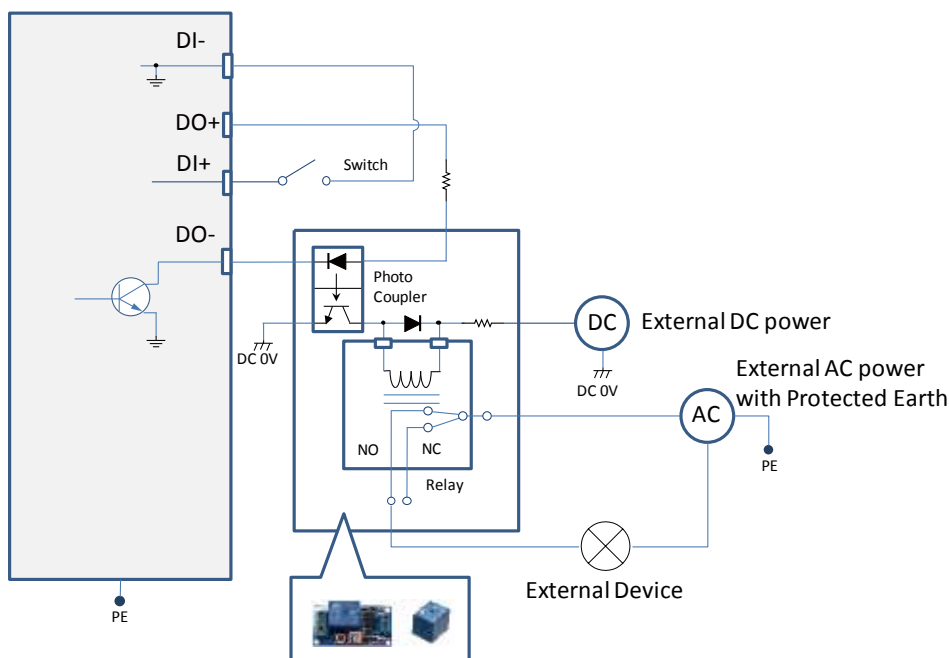 DI-
DO+
DI+
Switch
DO-
Photo
Coupler
DC
External DC power
DC 0V
DC 0V
External AC power
with Protected Earth
AC
NO
NC
PE
Relay
External Device
PE